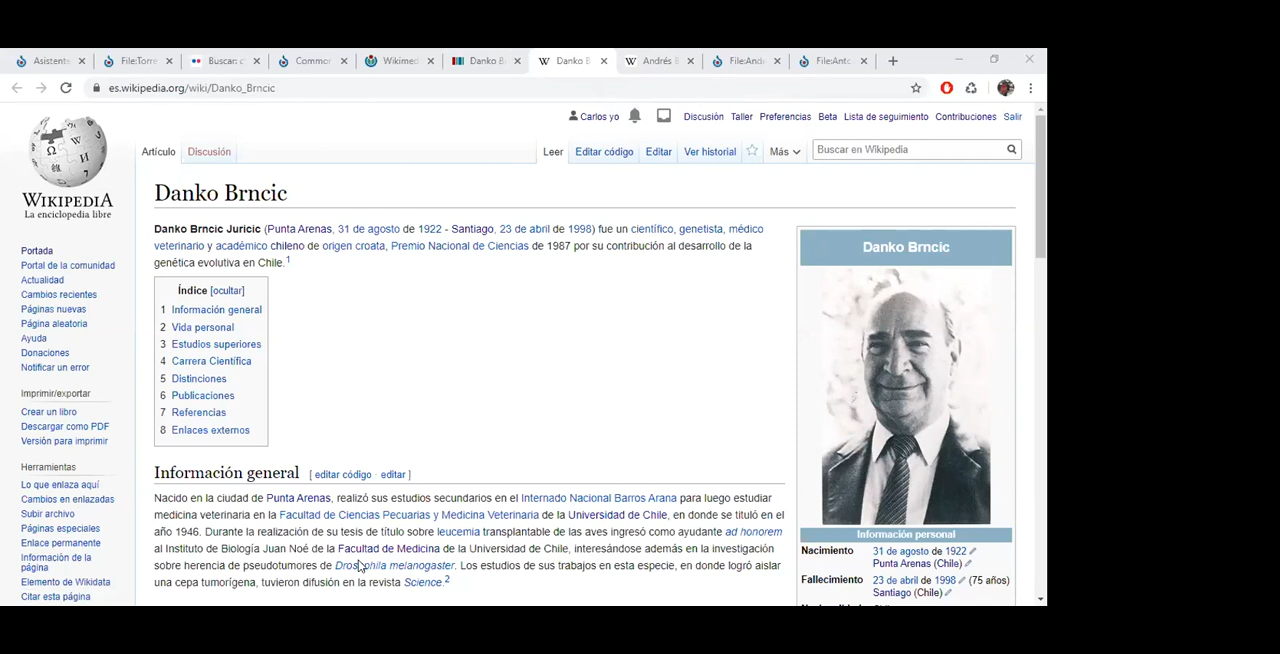 Asistent
File:Torre
Buscar: c
Commor
Wikimed
Danko B
Danko B
Andrés B
File:Andr
File:Antc
es.wikipedia.org/wiki/Danko_Brncic
Carlos yo
Discusión
Taller
Preferencias
Beta
Lista de seguimiento
Contribuciones
Salir
WIKIPEDIA
La enciclopedia libre
Artículo
Discusión
Leer
Editar código
Editar
Ver historial
Más
Buscar en Wikipedia
Portada
Portal de la comunidad
Actualidad
Cambios recientes
Páginas nuevas
Página aleatoria
Ayuda
Donaciones
Notificar un error
Imprimir/exportar
Crear un libro
Descargar como PDF
Versión para imprimir
Herramientas
Lo que enlaza aquí
Cambios en enlazadas
Subir archivo
Páginas especiales
Enlace permanente
Información de la
página
Elemento de Wikidata
Citar esta página
Danko Brncic
Danko Brncic Juricic (Punta Arenas, 31 de agosto de 1922 - Santiago, 23 de abril de 1998) fue un científico, genetista, médico
veterinario y académico chileno de origen croata, Premio Nacional de Ciencias de 1987 por su contribución al desarrollo de la
genética evolutiva en Chile.1
Índice [ocultar]
1 Información general
2 Vida personal
3 Estudios superiores
4 Carrera Científica
5 Distinciones
6 Publicaciones
7 Referencias
8 Enlaces externos
Información general [ editar código · editar ]
Nacido en la ciudad de Punta Arenas, realizó sus estudios secundarios en el Internado Nacional Barros Arana para luego estudiar
medicina veterinaria en la Facultad de Ciencias Pecuarias y Medicina Veterinaria de la Universidad de Chile, en donde se tituló en el
año 1946. Durante la realización de su tesis de título sobre leucemia transplantable de las aves ingresó como ayudante ad honorem
al Instituto de Biología Juan Noé de la Facultad de Medicina de la Universidad de Chile, interesándose además en la investigación
sobre herencia de pseudotumores de Drosophila melanogaster. Los estudios de sus trabajos en esta especie, en donde logró aislar
una cepa tumorígena, tuvieron difusión en la revista Science.2
Danko Brncic
Información personal
Nacimiento 31 de agosto de 1922
Punta Arenas (Chile)
Fallecimiento 23 de abril de 1998 (75 años)
Santiago (Chile)